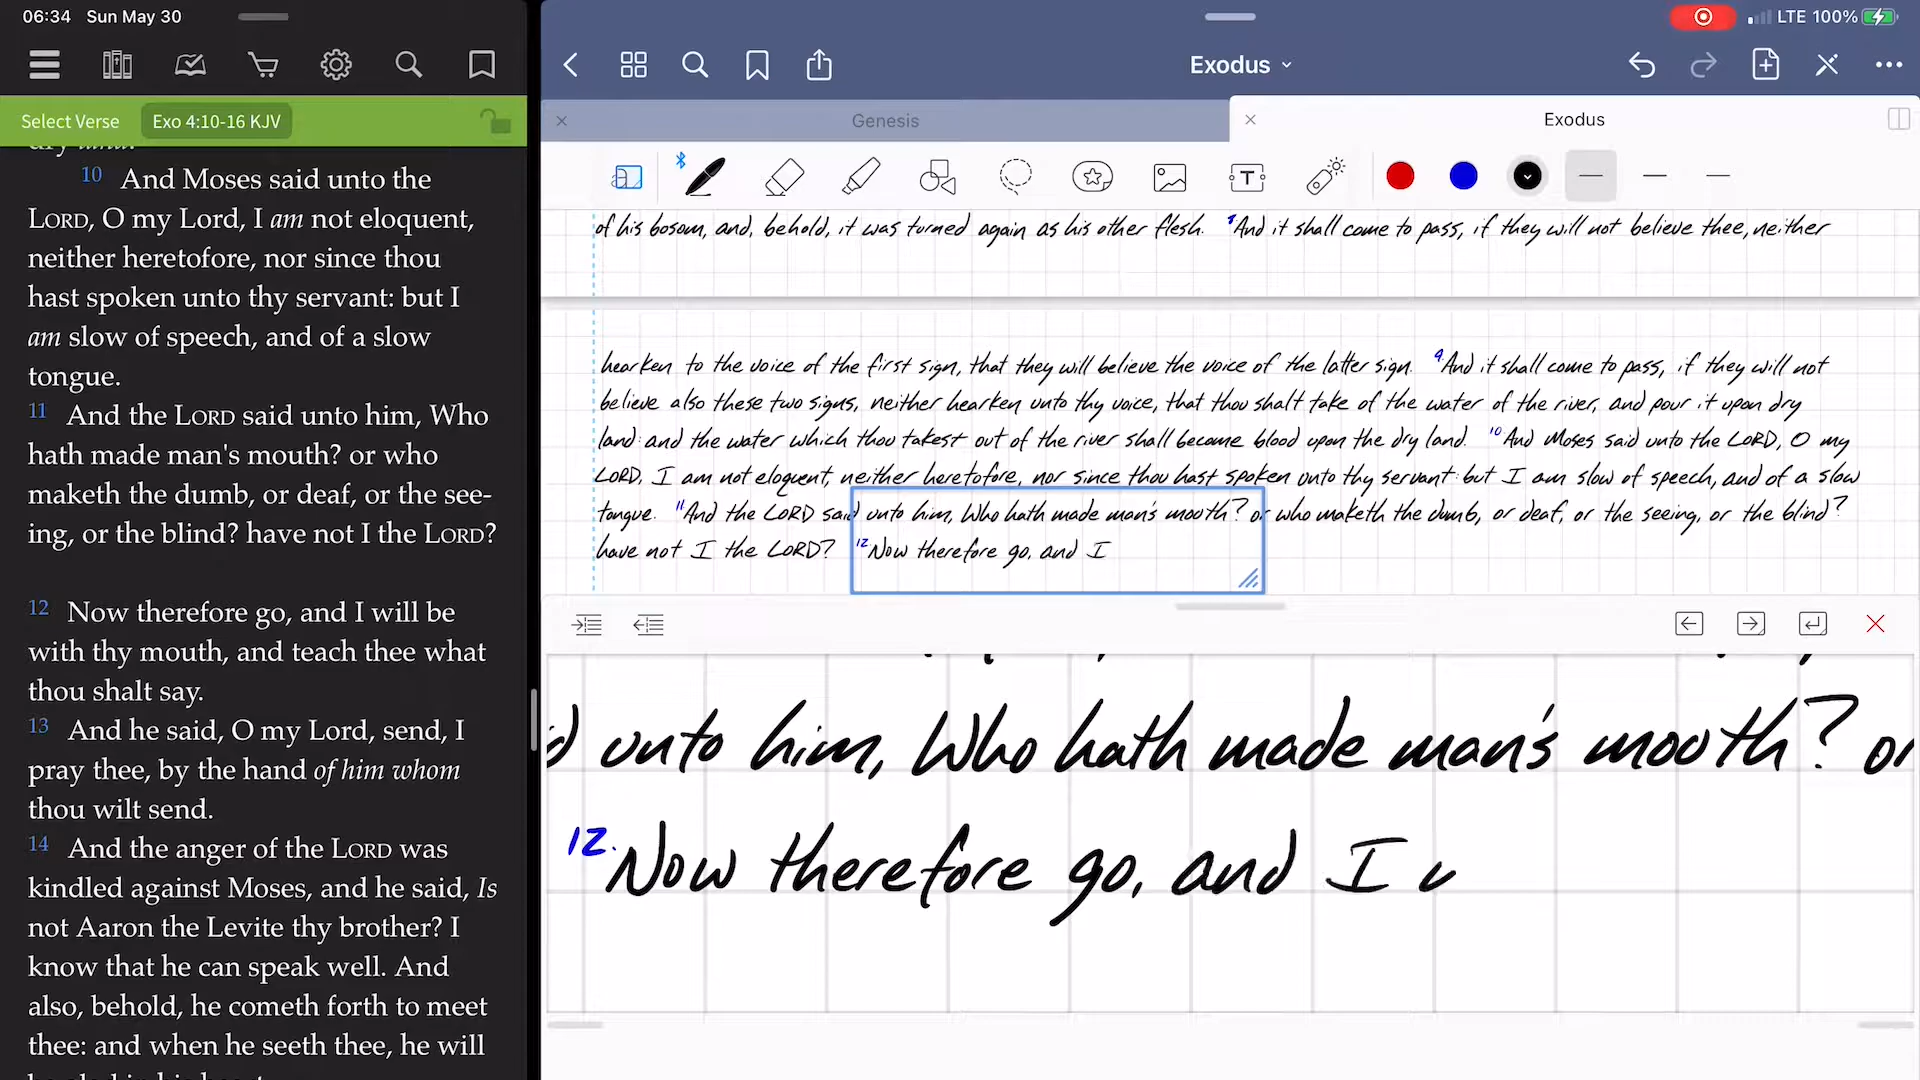 06:34 Sun May 30
LTE 100%
Exodus
Select Verse Exo 4:10-16 KJV
Genesis
Exodus
dry land.
10 And Moses said unto the
LORD, O my Lord, I am not eloquent,
neither heretofore, nor since thou
hast spoken unto thy servant: but I
am slow of speech, and of a slow
tongue.
11 And the LORD said unto him, Who
hath made man's mouth? or who
maketh the dumb, or deaf, or the see-
ing, or the blind? have not I the LORD?
12 Now therefore go, and I will be
with thy mouth, and teach thee what
thou shalt say.
13 And he said, O my Lord, send, I
pray thee, by the hand of him whom
thou wilt send.
14 And the anger of the LORD was
kindled against Moses, and he said, Is
not Aaron the Levite thy brother? I
know that he can speak well. And
also, behold, he cometh forth to meet
thee: and when he seeth thee, he will
of his bosom, and, behold, it was turned again as his other flesh. And it shall come to pass, if they will not believe thee, neither
hearken to the voice of the first sign, that they will believe the voice of the latter sign. 9 And it shall come to pass, if they will not
believe also these two signs, neither hearken unto thy voice, that thou shalt take of the water of the river, and pour it upon dry
land: and the water which thou takest out of the river shall become blood upon the dry land. 10 And Moses said unto the LORD, O my
LORD, I am not eloquent, neither heretofore, nor since thou hast spoken unto thy servant: but I am slow of speech, and of a slow
tongue. 11 And the LORD said unto him, Who hath made man's mouth? or who maketh the dumb, or deaf, or the seeing, or the blind?
have not I the LORD? 12 Now therefore go, and I
unto him, Who hath made man's mouth? or
12 Now therefore go, and I